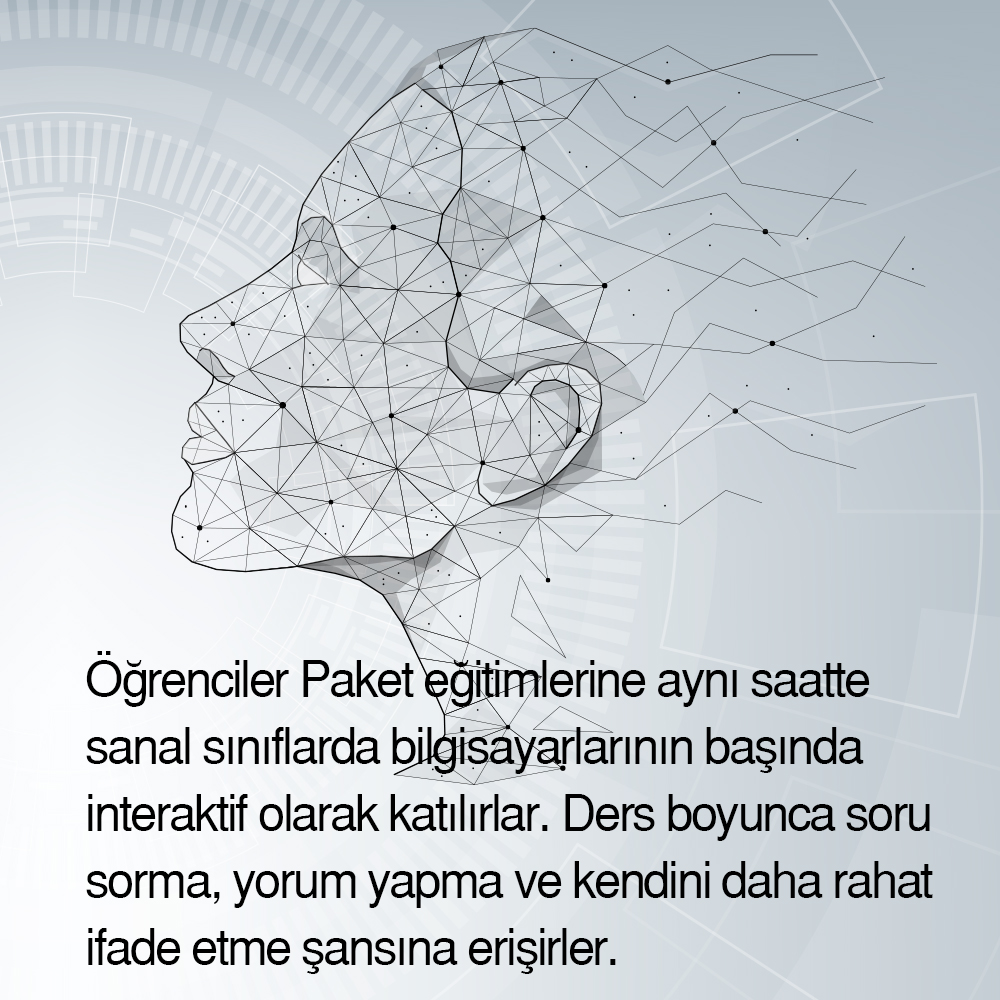 Öğrenciler Paket eğitimlerine aynı saatte
sanal sınıflarda bilgisayarlarının başında
interaktif olarak katılırlar. Ders boyunca soru
sorma, yorum yapma ve kendini daha rahat
ifade etme şansına erişirler.